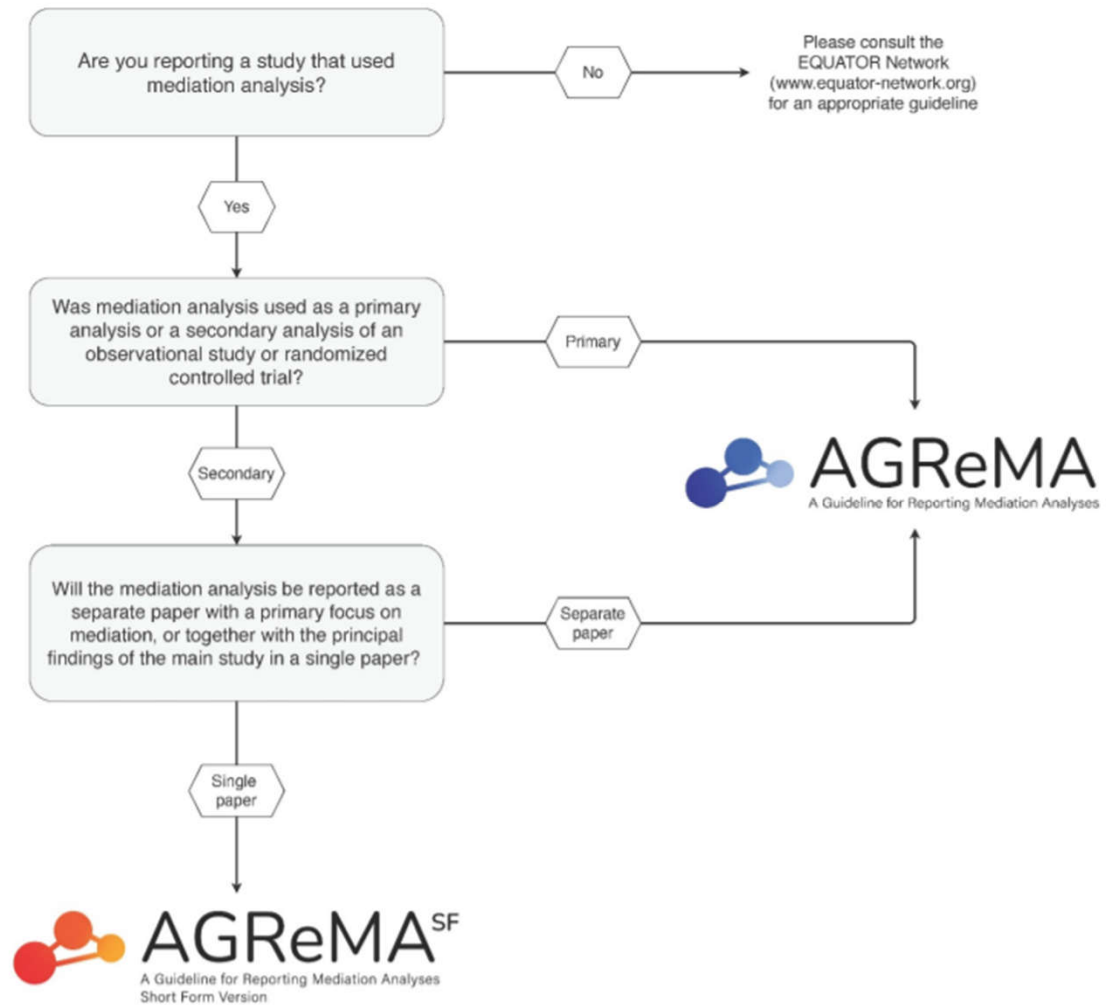 Are you reporting a study that used
mediation analysis?
No
Please consult the
EQUATOR Network
(www.equator-network.org)
for an appropriate guideline
Yes
Was mediation analysis used as a primary
analysis or a secondary analysis of an
observational study or randomized
controlled trial?
Primary
Secondary
AGReMA
A Guideline for Reporting Mediation Analyses
Will the mediation analysis be reported as a
separate paper with a primary focus on
mediation, or together with the principal
findings of the main study in a single paper?
Separate
paper
Single
paper
AGReMA SF
A Guideline for Reporting Mediation Analyses
Short Form Version